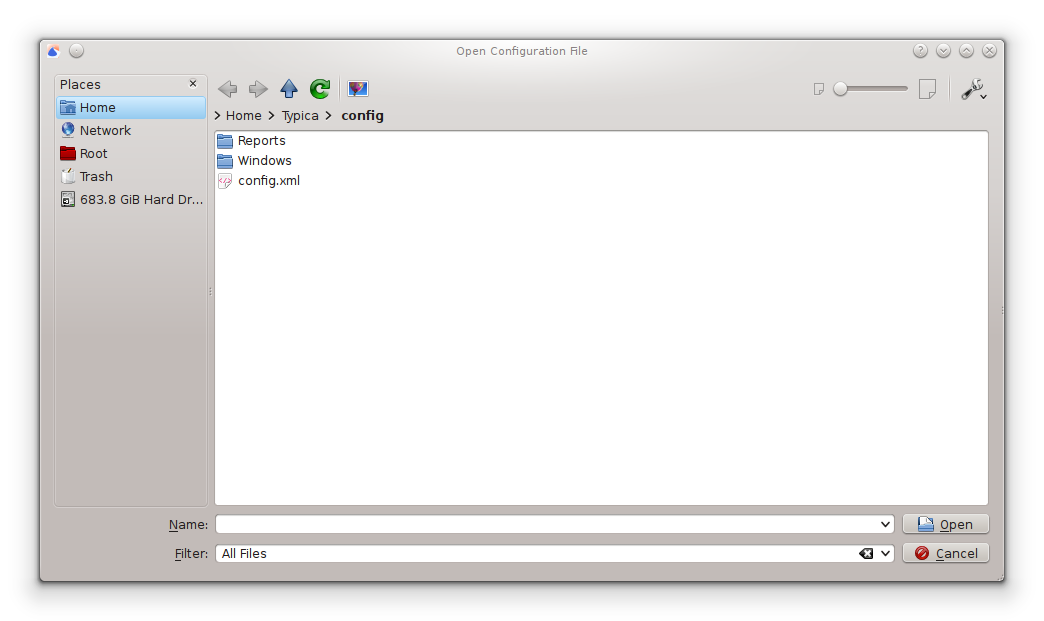 Open Configuration File
Places
Home
Network
Root
Trash
683.8 GiB Hard Dr...
Home Typica config
Reports
Windows
config.xml
Name:
Open
Filter: All Files
Cancel